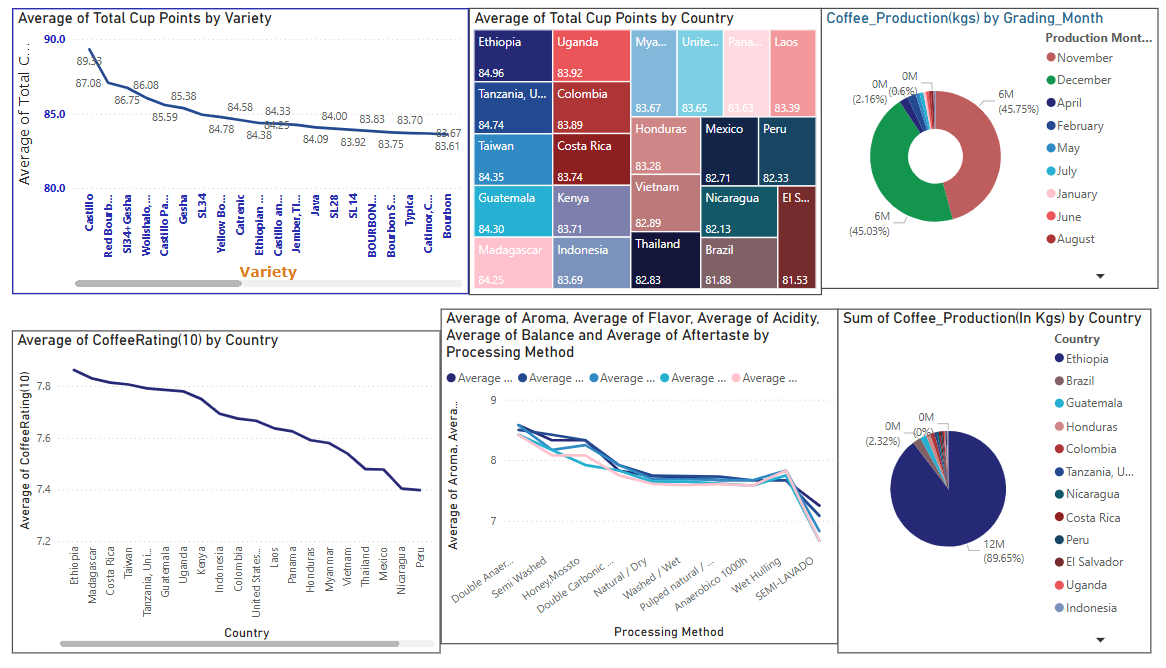 Average of Total Cup Points by Variety
Average of Total C...
90.0
85.0
80.0
89.33
87.08
86.75
86.08
85.59
85.38
84.78
84.58
84.38
84.33
84.25
84.09
84.00
83.92
83.83
83.75
83.70
83.67
83.61
Castillo
Red Bourb...
Sl34+Gesha
Wolishalo,...
Castillo Pa...
Gesha
SL34
Yellow Bo...
Catrenic
Ethiopian ...
Castillo an...
Jember,TI...
Java
SL28
SL14
BOURBON...
Bourbon S...
Typica
Catimor,C...
Bourbon
Variety
Average of Total Cup Points by Country
Ethiopia
84.96
Tanzania, U...
84.74
Taiwan
84.35
Guatemala
84.30
Madagascar
84.25
Uganda
83.92
Colombia
83.89
Costa Rica
83.74
Kenya
83.71
Indonesia
83.69
Mya...
83.67
Unite...
83.65
Pana...
83.63
Laos
83.39
Honduras
83.28
Vietnam
82.89
Thailand
82.83
Mexico
82.71
Peru
82.33
Nicaragua
82.13
Brazil
81.88
El S...
81.53
Coffee_Production(kgs) by Grading_Month
0M
(2.16%)
0M
(0.6%)
6M
(45.75%)
6M
(45.03%)
Production Mont...
November
December
April
February
May
July
January
June
August
Average of CoffeeRating(10) by Country
Average of CoffeeRating(10)
7.8
7.6
7.4
7.2
Ethiopia
Madagascar
Costa Rica
Taiwan
Tanzania, Uni...
Guatemala
Uganda
Kenya
Indonesia
Colombia
United States...
Laos
Panama
Honduras
Myanmar
Vietnam
Thailand
Mexico
Nicaragua
Peru
Country
Average of Aroma, Average of Flavor, Average of Acidity,
Average of Balance and Average of Aftertaste by
Processing Method
Average ... Average ... Average ... Average ... Average ...
Average of Aroma, Avera...
9
8
7
Double Anaer...
Semi Washed
Honey,Mossto
Double Carbonic ...
Natural / Dry
Washed / Wet
Pulped natural / ...
Anaerobico 1000h
Wet Hulling
SEMI-LAVADO
Processing Method
Sum of Coffee_Production(In Kgs) by Country
0M
(2.32%)
0M
(0%)
12M
(89.65%)
Country
Ethiopia
Brazil
Guatemala
Honduras
Colombia
Tanzania, U...
Nicaragua
Costa Rica
Peru
El Salvador
Uganda
Indonesia